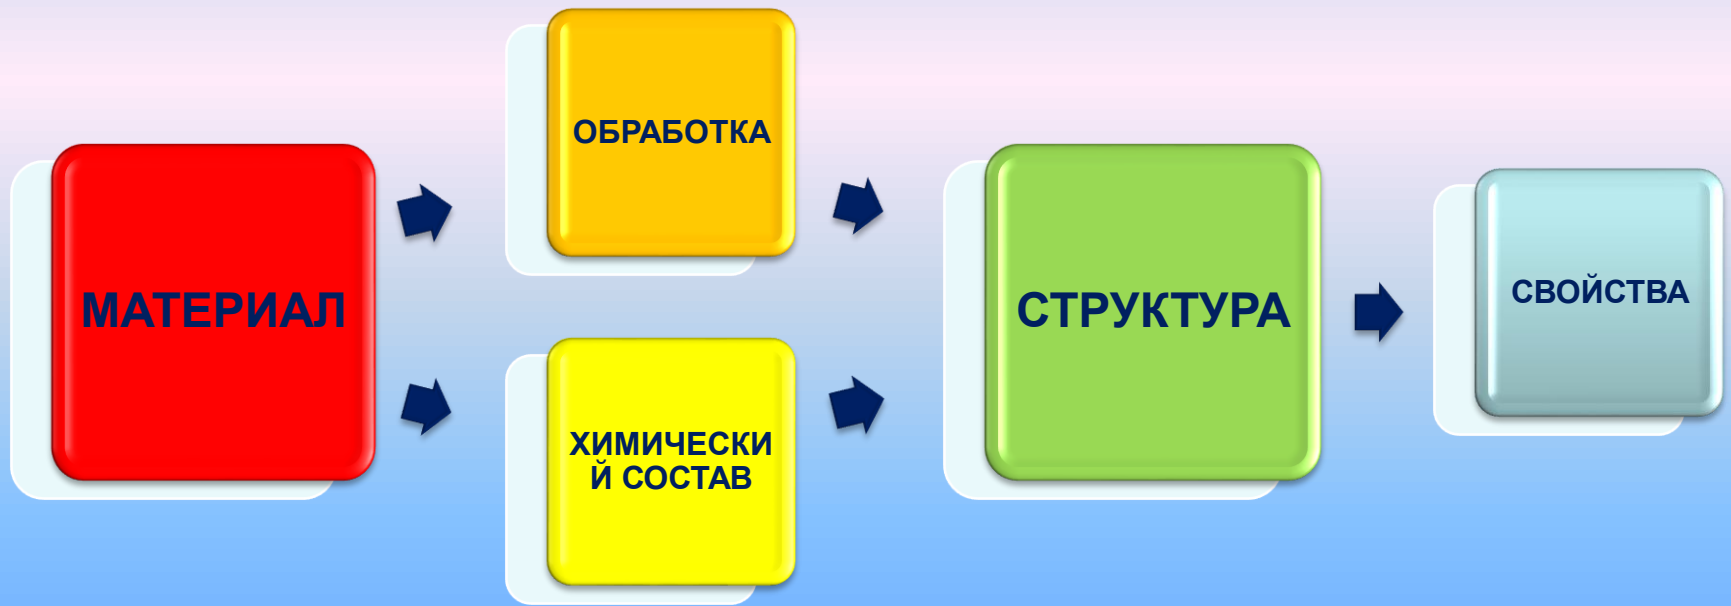 МАТЕРИАЛ
ОБРАБОТКА
ХИМИЧЕСКИ
Й СОСТАВ
СТРУКТУРА
СВОЙСТВА